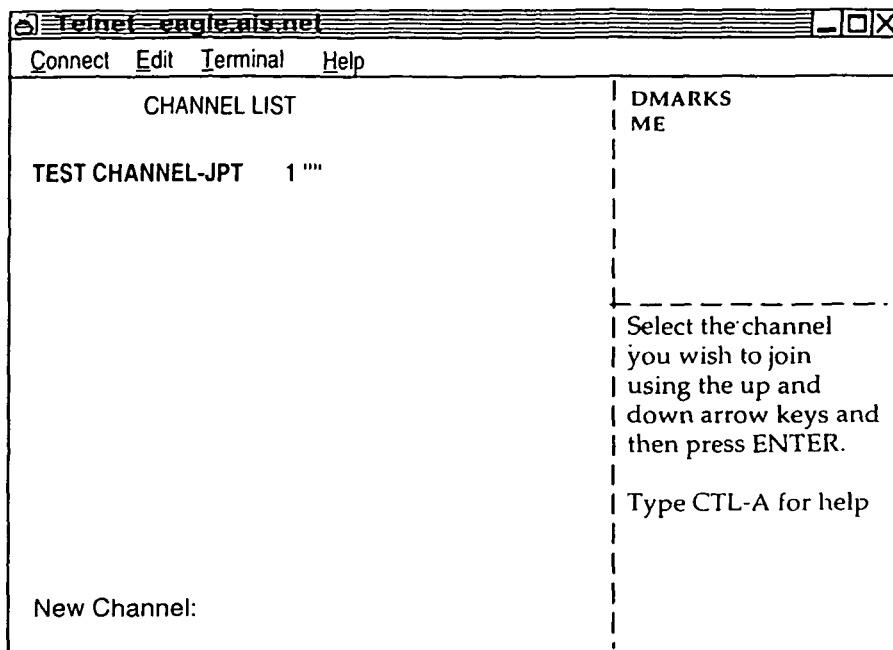 Telnet - eagle.ais.net
Connect Edit Terminal Help
CHANNEL LIST
TEST CHANNEL-JPT 1 """
New Channel:
DMARKS
ME
Select the channel
you wish to join
using the up and
down arrow keys and
then press ENTER.
Type CTL-A for help